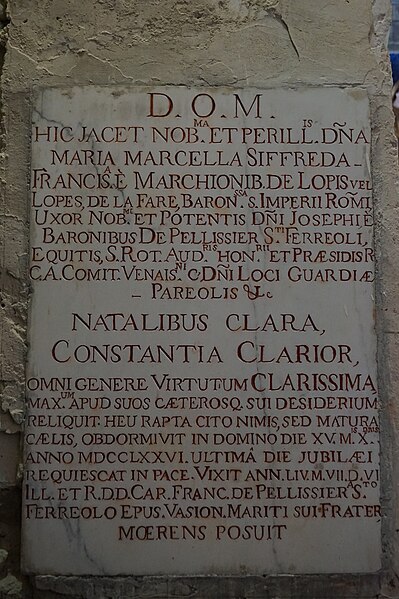 D. O. M.
HIC JACET NOB.MA ET PERILL.IS DÑA
MARIA MARCELLA SIFFREDA
FRANCIS.A È MARCHIONIB. DE LOPIS VEL
LOPES, DE LA FARE, BARON.SSA S. IMPERII ROM̄I
UXOR NOB.MI ET POTENTIS DÑI JOSEPHI È
BARONIBUS DE PELLISSIER S.TI FERREOLI,
EQUITIS, S. ROT. AUD.RIS HON.RII ET PRÆSIDIS R.
C.A. COMIT. VENAIS.NI C. DÑI LOCI GUARDIÆ
PAREOLIS &c
NATALIBUS CLARA,
CONSTANTIA CLARIOR,
OMNI GENERE VIRTUTUM CLARISSIMA,
MAX.UM APUD SUOS CÆTEROSQ. SUI DESIDERIUM
RELIQUIT. HEU RAPTA CITO NIMIS, SED MATURA
CÆLIS, OBDORMIVIT IN DOMINO DIE XV. M. X.
ANNO MDCCLXXVI. ULTIMÂ DIE JUBILÆI
REQUIESCAT IN PACE. VIXIT ANN. LIV. M. VII. D. VI
ILL. ET R. D.D. CAR. FRANC. DE PELLISSIER S.TO
FERREOLO EPUS. VASION. MARITI SUI FRATER
MŒRENS POSUIT